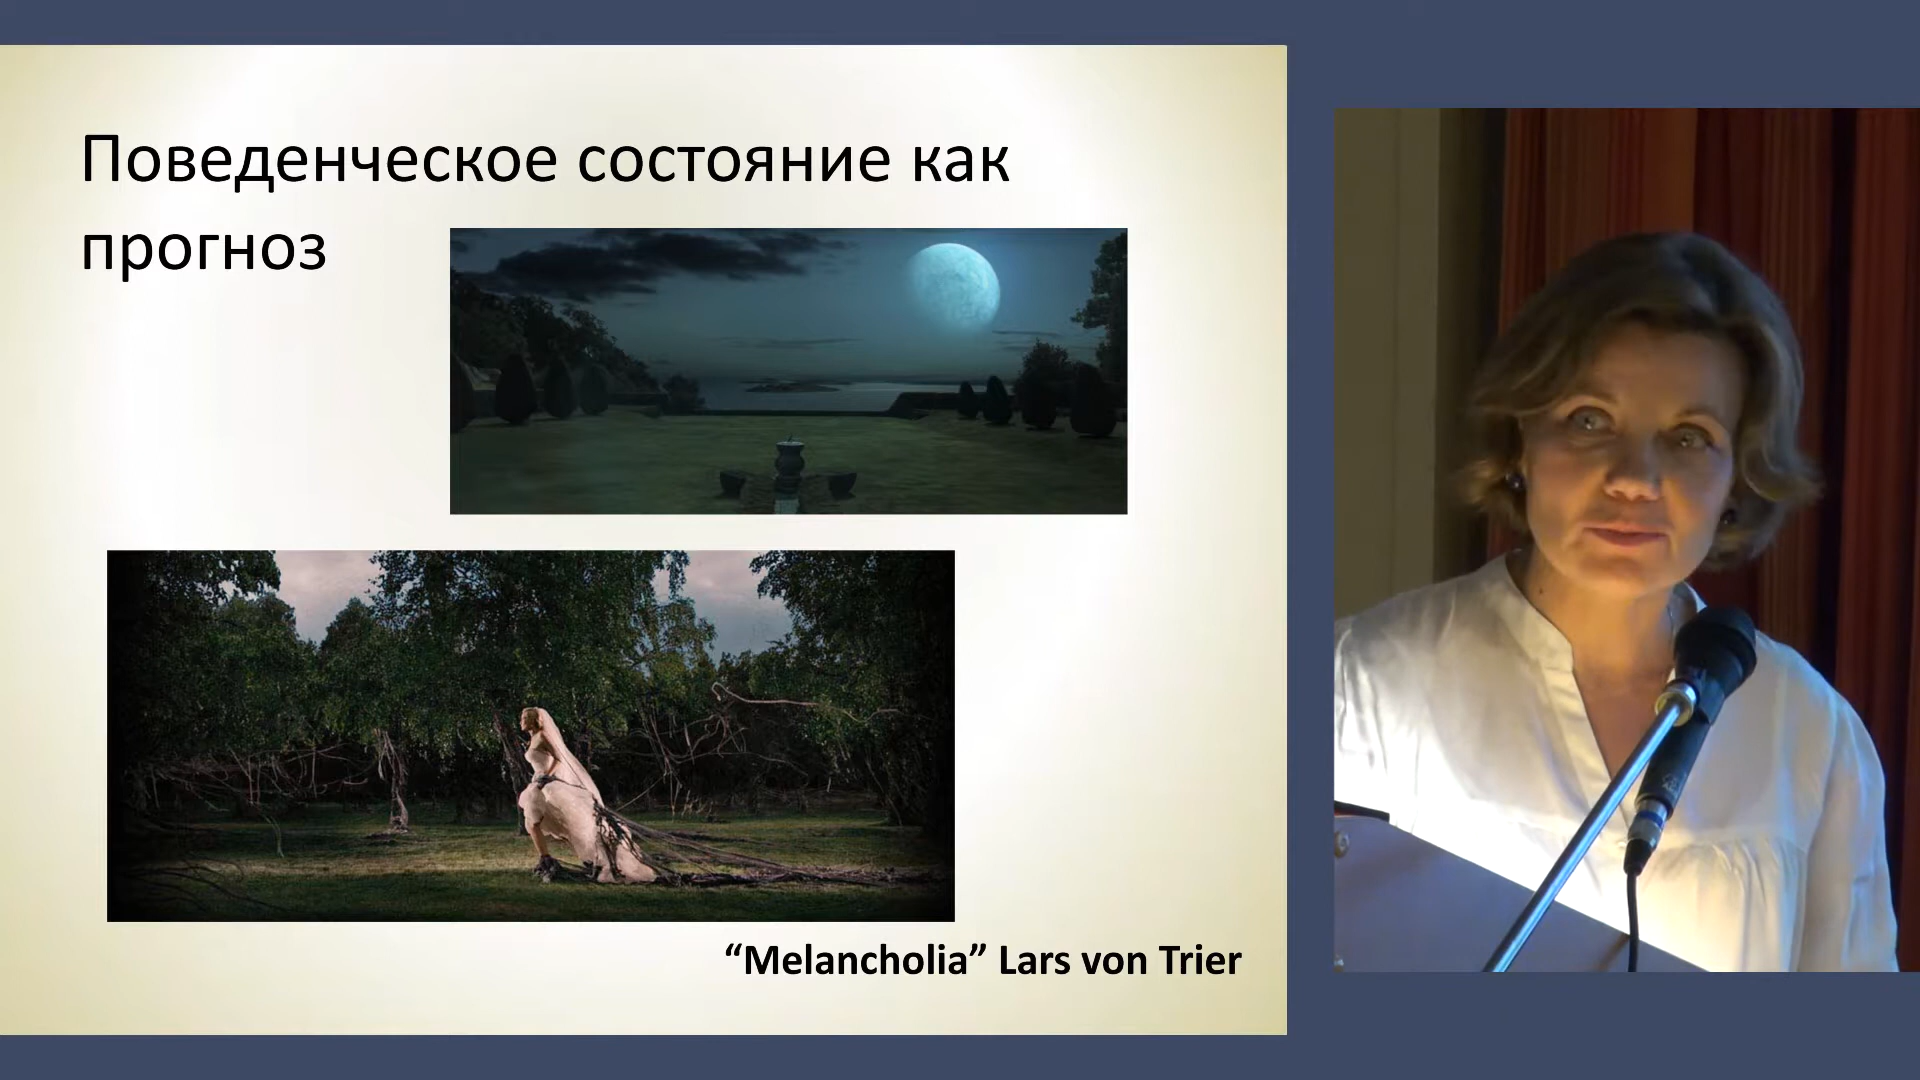 Поведенческое состояние как
прогноз
“Melancholia” Lars von Trier